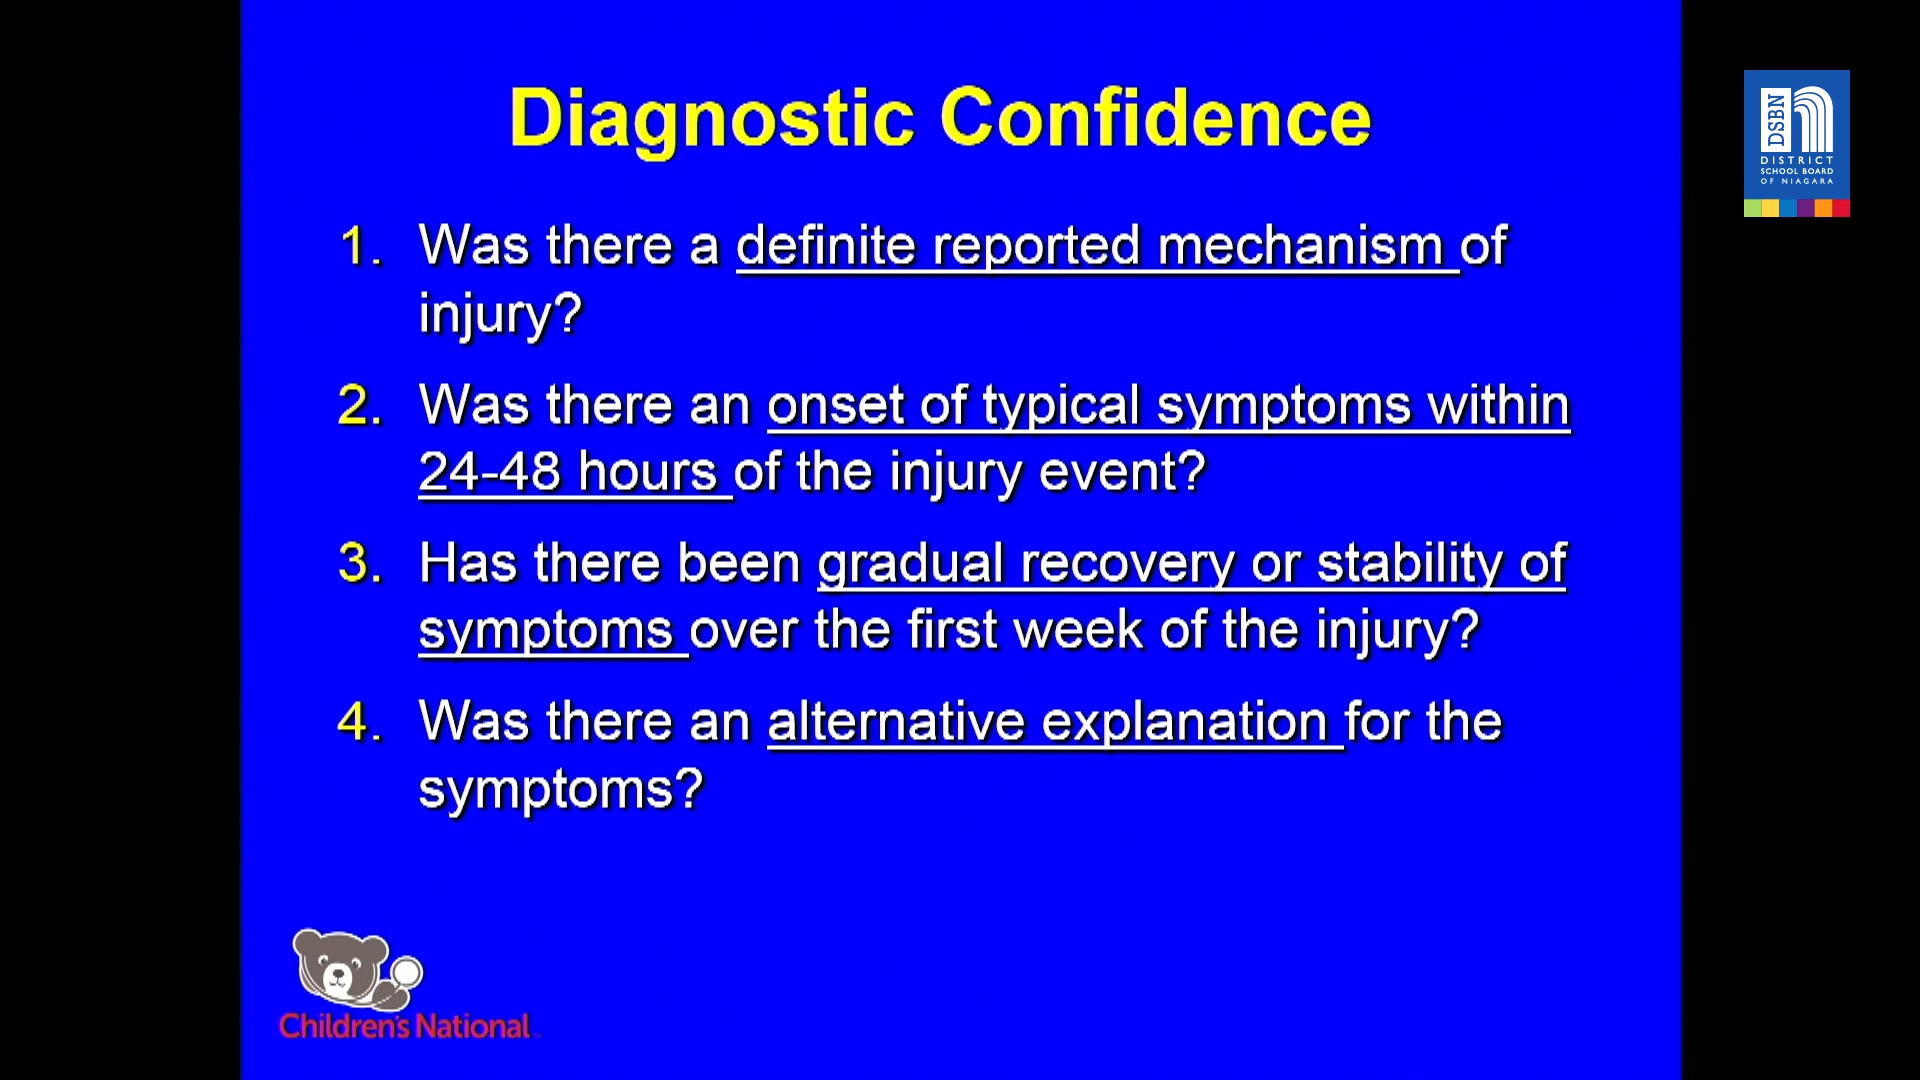 Diagnostic Confidence
1. Was there a definite reported mechanism of
injury?
2. Was there an onset of typical symptoms within
24-48 hours of the injury event?
3. Has there been gradual recovery or stability of
symptoms over the first week of the injury?
4. Was there an alternative explanation for the
symptoms?
Children's National
DSBN
DISTRICT
SCHOOL BOARD
OF NIAGARA